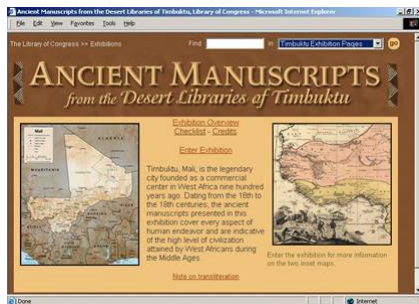 Ancient Manuscripts from the Desert Libraries of Timbuktu, Library of Congress - Microsoft Internet Explorer
File Edit View Favorites Tools Help
The Library of Congress >> Exhibitions Find in Timbuktu Exhibition Pages go
ANCIENT MANUSCRIPTS
from the Desert Libraries of Timbuktu
Exhibition Overview
Checklist - Credits
Enter Exhibition
Timbuktu, Mali, is the legendary
city founded as a commercial
center in West Africa nine hundred
years ago. Dating from the 16th to
the 18th centuries, the ancient
manuscripts presented in this
exhibition cover every aspect of
human endeavor and are indicative
of the high level of civilization
attained by West Africans during
the Middle Ages.
Note on transliteration
Mali
ALGERIA
MAURITANIA
Enter the exhibition for more information
on the two inset maps.
Done Internet